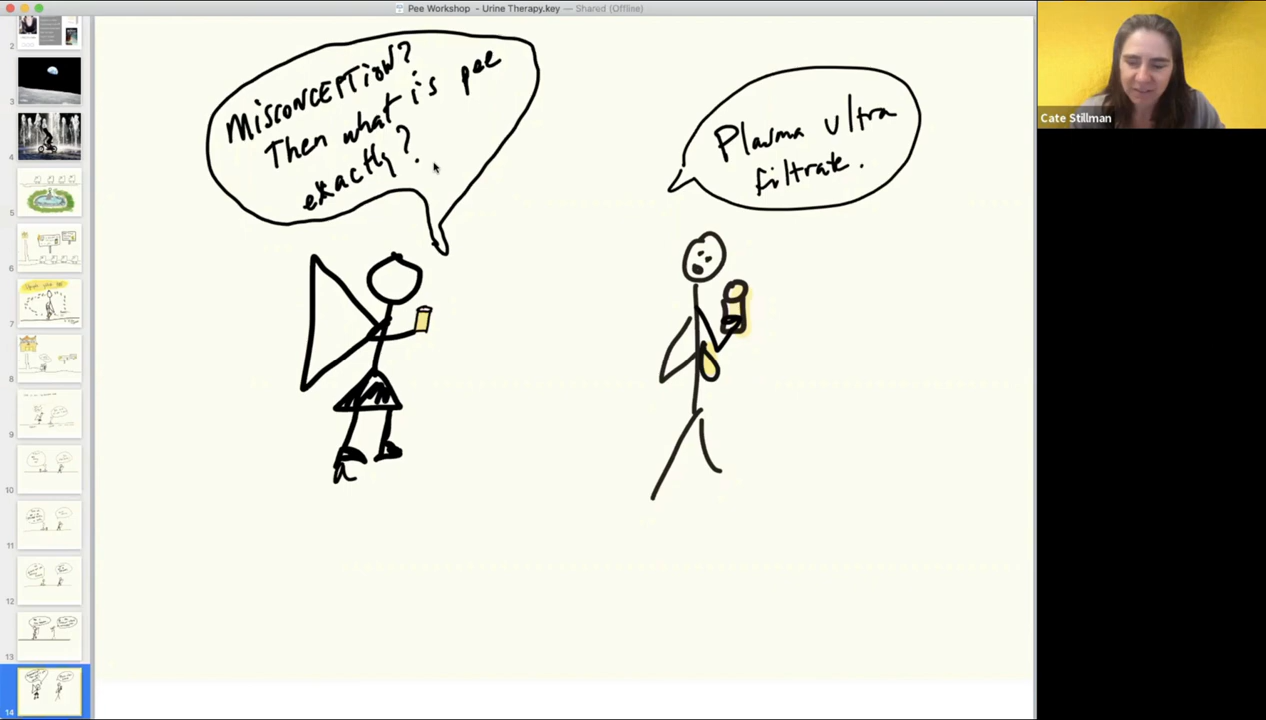 Pee Workshop - Urine Therapy.key — Shared (Offline)
MISCONCEPTION?
Then what is pee
exactly?
Plasma ultra
filtrate.
Cate Stillman
2
3
4
5
6
7
8
9
10
11
12
13
14